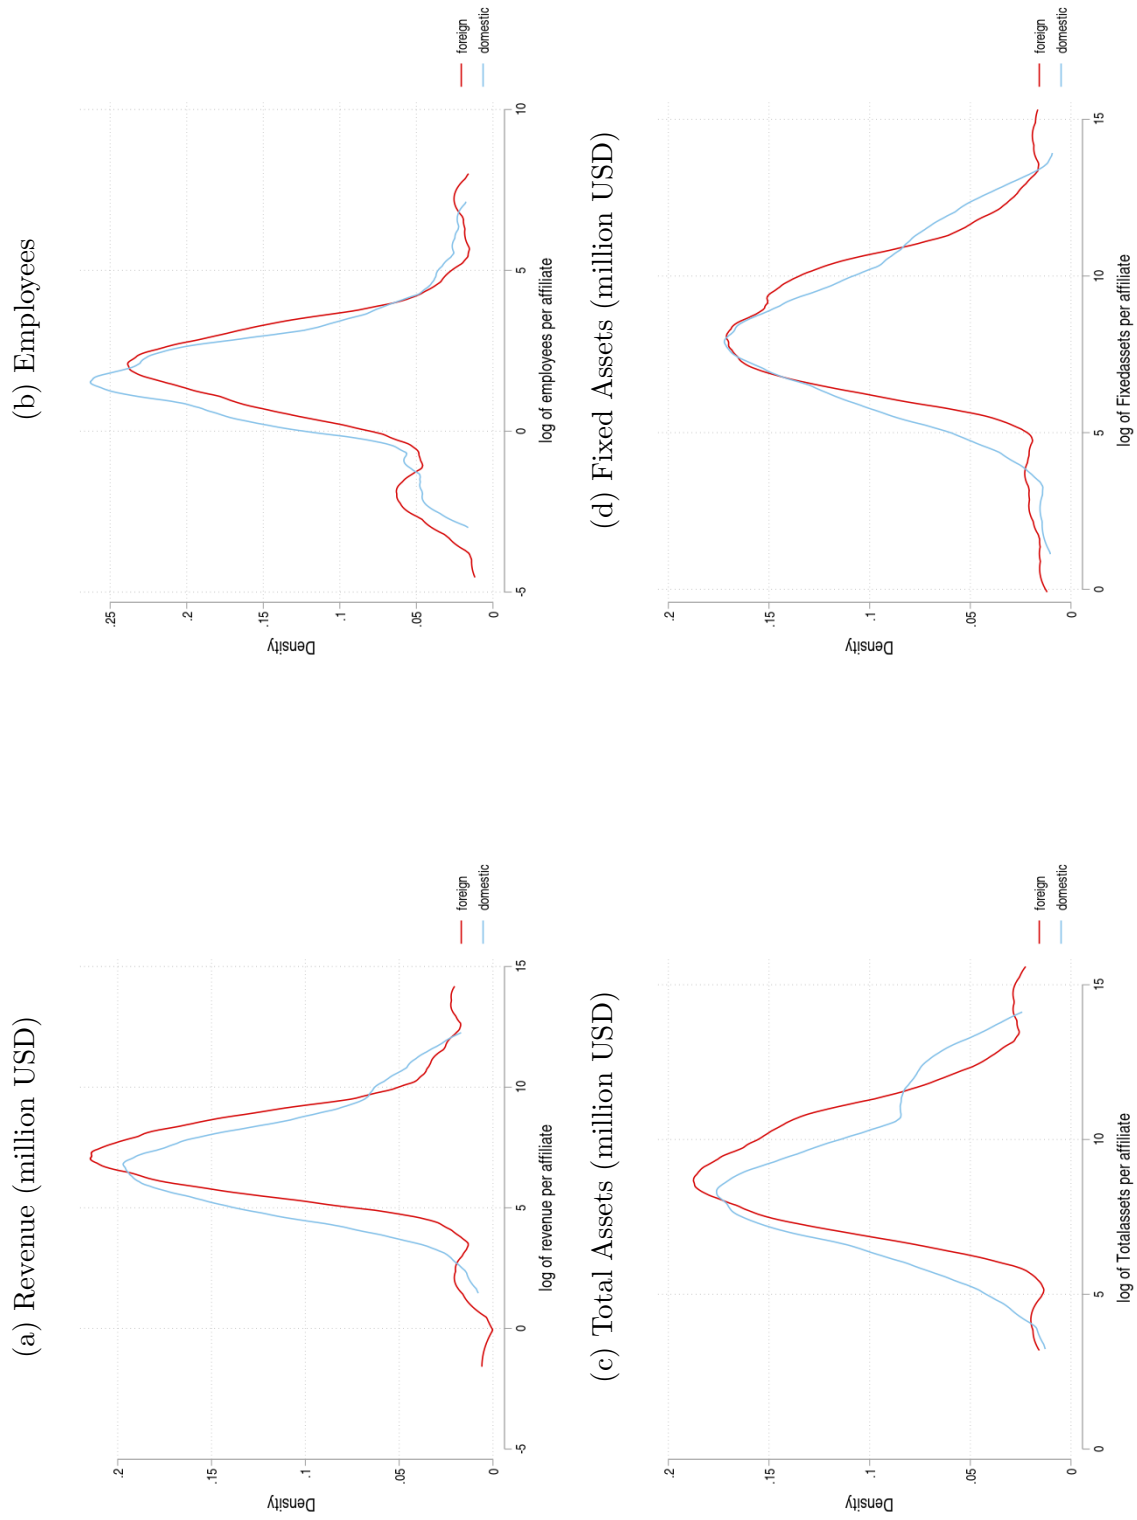 (a) Revenue (million USD)
Density
.2
.15
.1
.05
0
-5
0
5
10
15
log of revenue per affiliate
foreign
domestic
(b) Employees
Density
.25
.2
.15
.1
.05
0
-5
0
5
10
log of employees per affiliate
foreign
domestic
(c) Total Assets (million USD)
Density
.2
.15
.1
.05
0
0
5
10
15
log of Totalassets per affiliate
foreign
domestic
(d) Fixed Assets (million USD)
Density
.2
.15
.1
.05
0
0
5
10
15
log of Fixedassets per affiliate
foreign
domestic